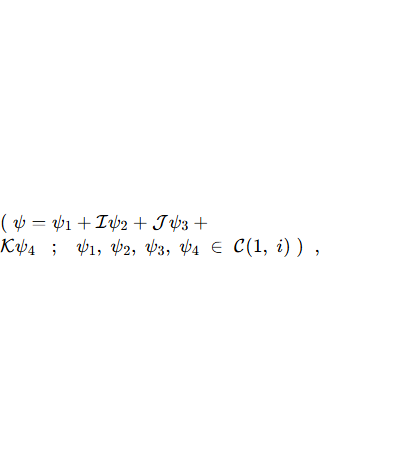 ( ψ = ψ₁ + ℐψ₂ + 𝒥ψ₃ +
𝒦ψ₄ ; ψ₁, ψ₂, ψ₃, ψ₄ ∈ 𝒞(1, i) ) ,